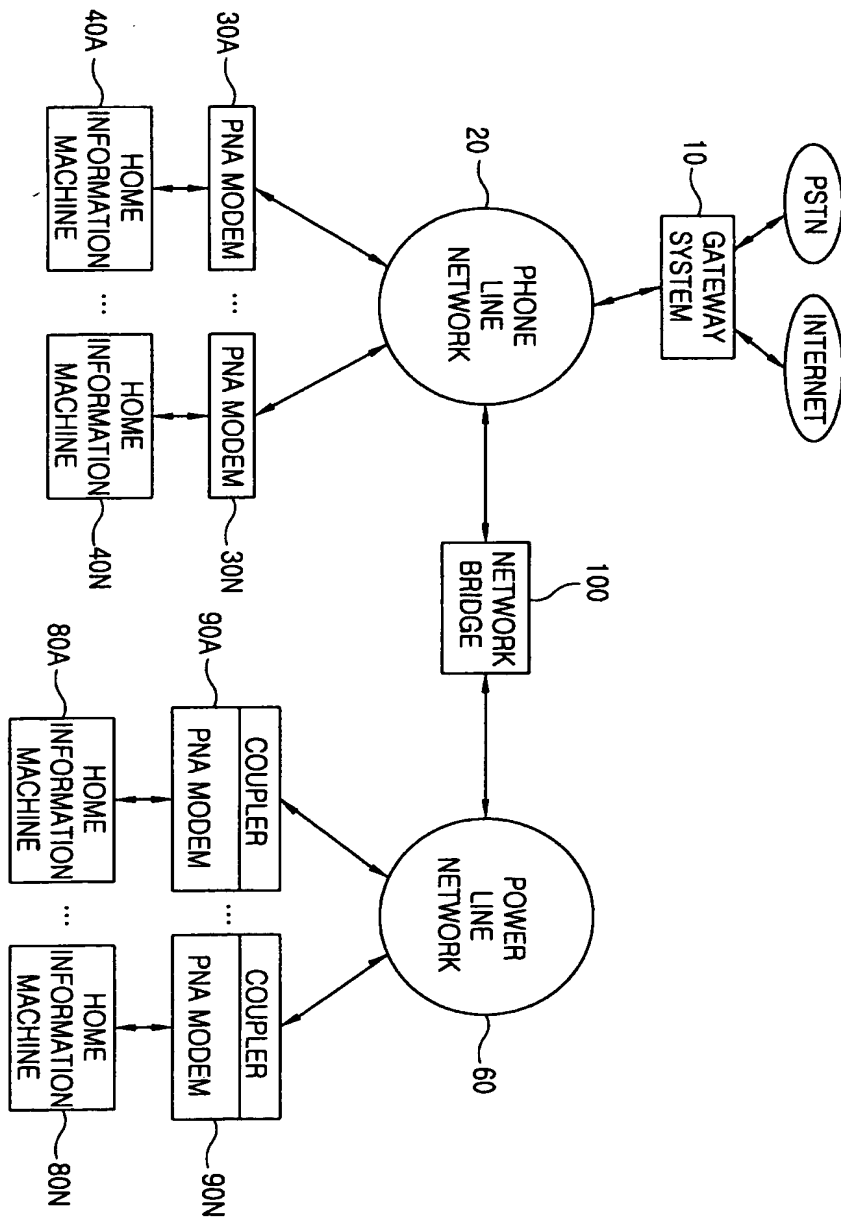 PSTN
INTERNET
10
GATEWAY
SYSTEM
20
PHONE
LINE
NETWORK
100
NETWORK
BRIDGE
POWER
LINE
NETWORK
60
30A
PNA MODEM
...
PNA MODEM
30N
40A
HOME
INFORMATION
MACHINE
...
HOME
INFORMATION
MACHINE
40N
90A
COUPLER
PNA MODEM
...
COUPLER
PNA MODEM
90N
80A
HOME
INFORMATION
MACHINE
...
HOME
INFORMATION
MACHINE
80N